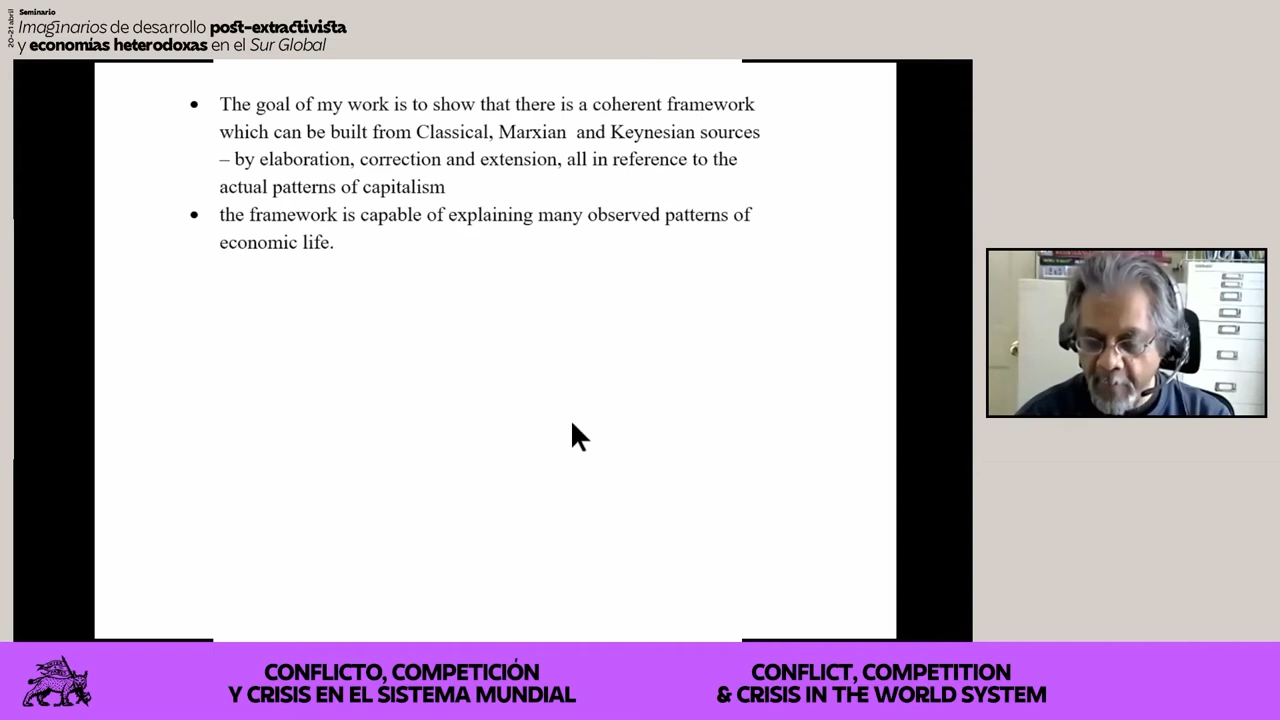 20-21 abril
Seminario
Imaginarios de desarrollo post-extractivista
y economías heterodoxas en el Sur Global
• The goal of my work is to show that there is a coherent framework
which can be built from Classical, Marxian and Keynesian sources
– by elaboration, correction and extension, all in reference to the
actual patterns of capitalism
• the framework is capable of explaining many observed patterns of
economic life.
CONFLICTO, COMPETICIÓN
Y CRISIS EN EL SISTEMA MUNDIAL
CONFLICT, COMPETITION
& CRISIS IN THE WORLD SYSTEM